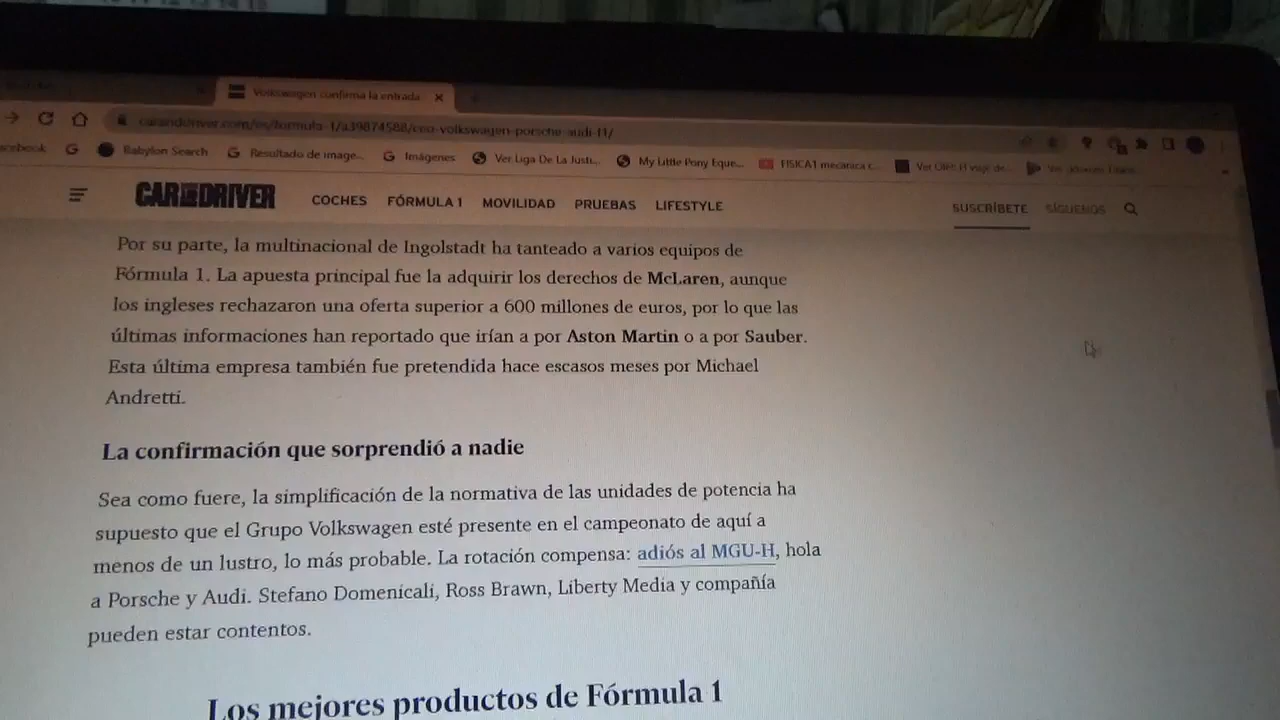 Volkswagen confirma la entrada
caranddriver.com/es/formula-1/a39874588/ceo-volkswagen-porsche-audi-f1/
acebook
Babylon Search
Resultado de image...
Imágenes
Ver Liga De La Justi...
My Little Pony Eque...
FISICA1 mecanica c...
CAR AND DRIVER
COCHES FÓRMULA 1 MOVILIDAD PRUEBAS LIFESTYLE
SUSCRÍBETE SÍGUENOS
Por su parte, la multinacional de Ingolstadt ha tanteado a varios equipos de
Fórmula 1. La apuesta principal fue la adquirir los derechos de McLaren, aunque
los ingleses rechazaron una oferta superior a 600 millones de euros, por lo que las
últimas informaciones han reportado que irían a por Aston Martin o a por Sauber.
Esta última empresa también fue pretendida hace escasos meses por Michael
Andretti.
La confirmación que sorprendió a nadie
Sea como fuere, la simplificación de la normativa de las unidades de potencia ha
supuesto que el Grupo Volkswagen esté presente en el campeonato de aquí a
menos de un lustro, lo más probable. La rotación compensa: adiós al MGU-H, hola
a Porsche y Audi. Stefano Domenicali, Ross Brawn, Liberty Media y compañía
pueden estar contentos.
Los mejores productos de Fórmula 1